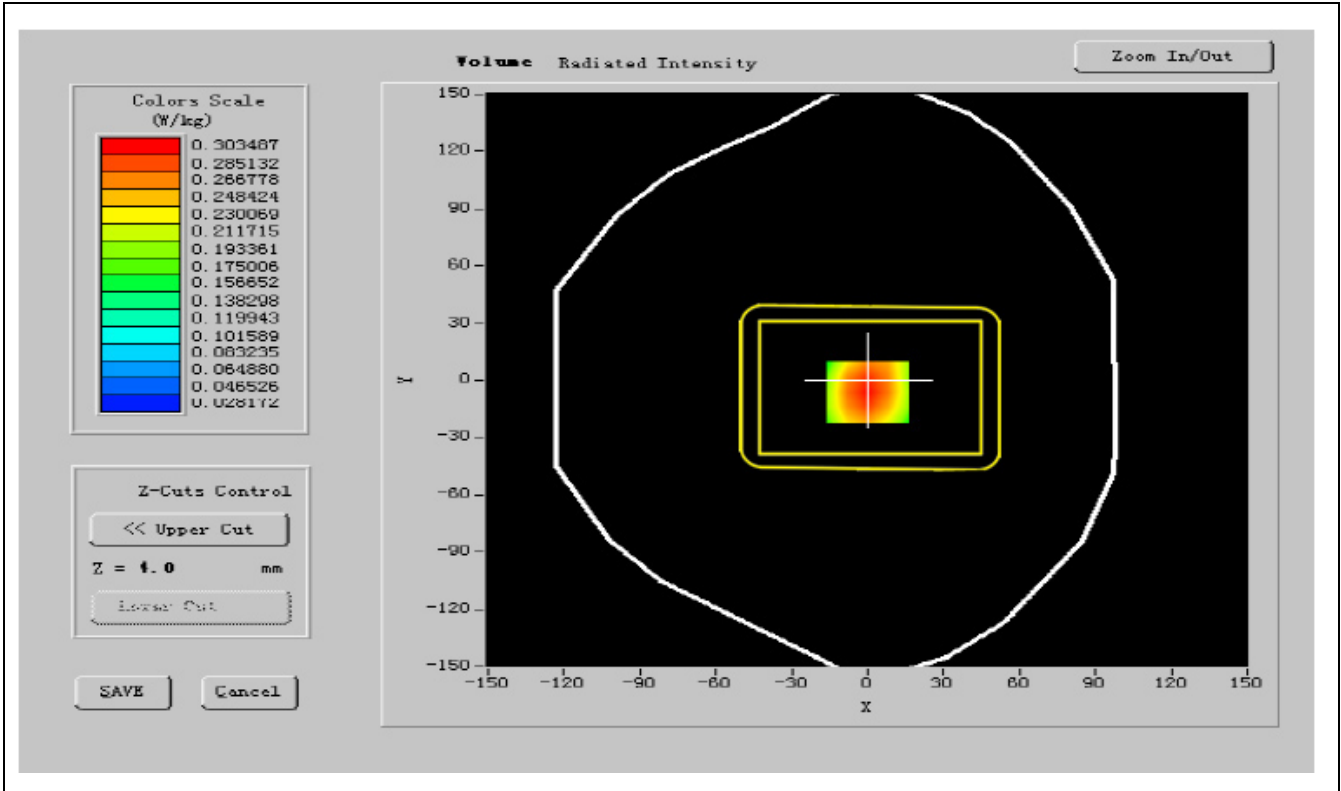 Volume Radiated Intensity
Zoom In/Out
Colors Scale
(W/kg)
0.303487
0.285132
0.266778
0.248424
0.230069
0.211715
0.193361
0.175006
0.156652
0.138298
0.119943
0.101589
0.083235
0.064880
0.046526
0.028172
Z-Cuts Control
<< Upper Cut
Z = 4.0 mm
Lower Cut
SAVE
Cancel
150
120
90
60
30
0
-30
-60
-90
-120
-150
Y
-150 -120 -90 -60 -30 0 30 60 90 120 150
X